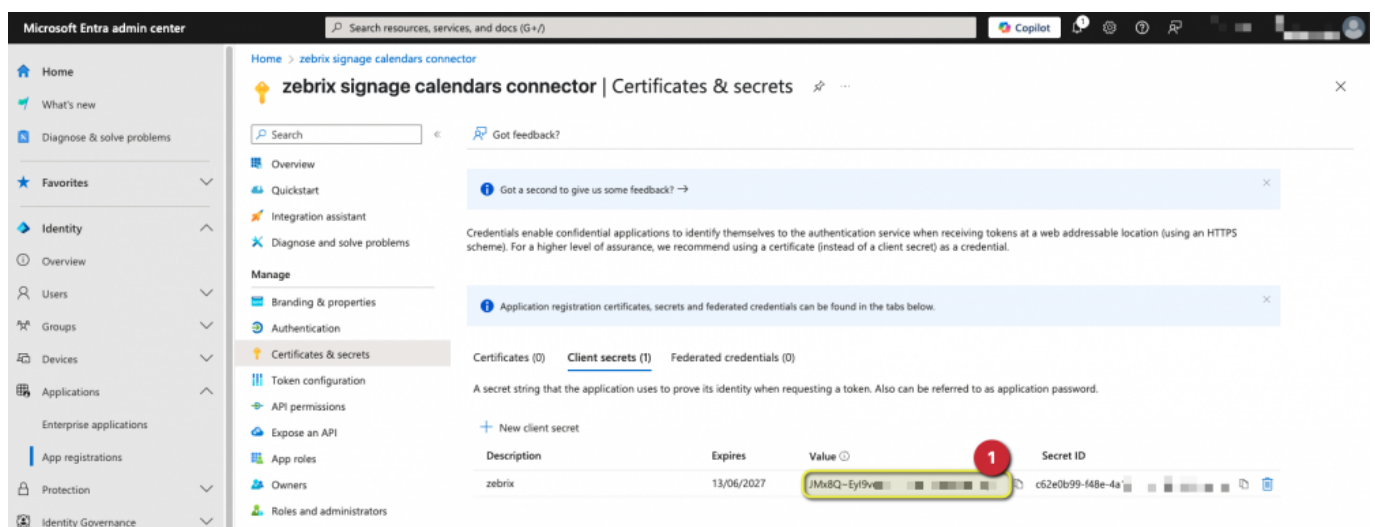 Microsoft Entra admin center
Search resources, services, and docs (G+/)
Copilot
1
Home
What's new
Diagnose & solve problems
Favorites
Identity
Overview
Users
Groups
Devices
Applications
Enterprise applications
App registrations
Protection
Identity Governance
Home > zebrix signage calendars connector
zebrix signage calendars connector | Certificates & secrets
Search
Overview
Quickstart
Integration assistant
Diagnose and solve problems
Manage
Branding & properties
Authentication
Certificates & secrets
Token configuration
API permissions
Expose an API
App roles
Owners
Roles and administrators
Got feedback?
Got a second to give us some feedback? →
Credentials enable confidential applications to identify themselves to the authentication service when receiving tokens at a web addressable location (using an HTTPS
scheme). For a higher level of assurance, we recommend using a certificate (instead of a client secret) as a credential.
Application registration certificates, secrets and federated credentials can be found in the tabs below.
Certificates (0) Client secrets (1) Federated credentials (0)
A secret string that the application uses to prove its identity when requesting a token. Also can be referred to as application password.
+ New client secret
Description Expires Value 1 Secret ID
zebrix 13/06/2027 JMx8Q~EyI9v c62e0b99-f48e-4a